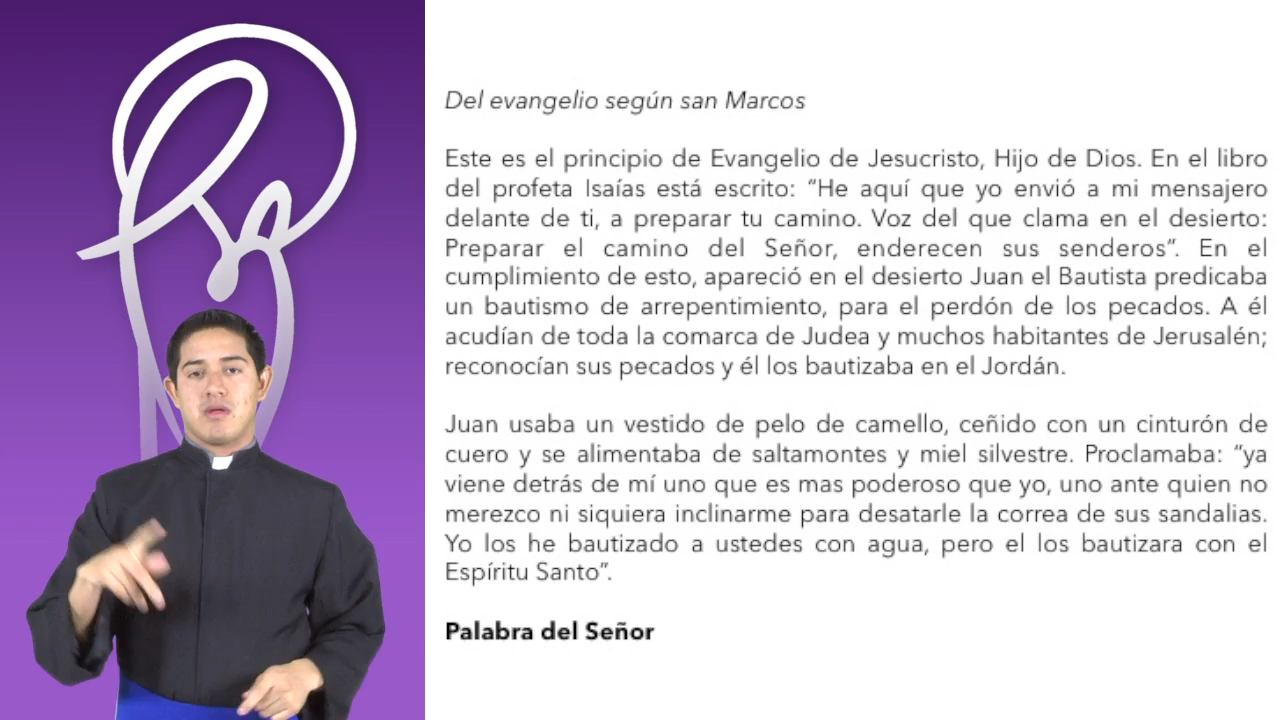 Del evangelio según san Marcos
Este es el principio de Evangelio de Jesucristo, Hijo de Dios. En el libro
del profeta Isaías está escrito: “He aquí que yo envió a mi mensajero
delante de ti, a preparar tu camino. Voz del que clama en el desierto:
Preparar el camino del Señor, enderecen sus senderos”. En el
cumplimiento de esto, apareció en el desierto Juan el Bautista predicaba
un bautismo de arrepentimiento, para el perdón de los pecados. A él
acudían de toda la comarca de Judea y muchos habitantes de Jerusalén;
reconocían sus pecados y él los bautizaba en el Jordán.
Juan usaba un vestido de pelo de camello, ceñido con un cinturón de
cuero y se alimentaba de saltamontes y miel silvestre. Proclamaba: “ya
viene detrás de mí uno que es mas poderoso que yo, uno ante quien no
merezco ni siquiera inclinarme para desatarle la correa de sus sandalias.
Yo los he bautizado a ustedes con agua, pero el los bautizara con el
Espíritu Santo”.
Palabra del Señor